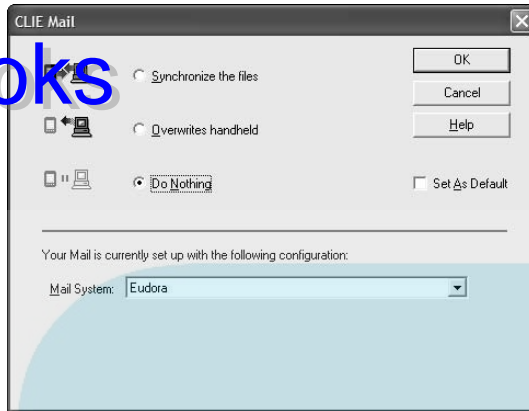 CLIE Mail
oks
Synchronize the files
OK
Cancel
Overwrites handheld
Help
Do Nothing
Set As Default
Your Mail is currently set up with the following configuration:
Mail System: Eudora